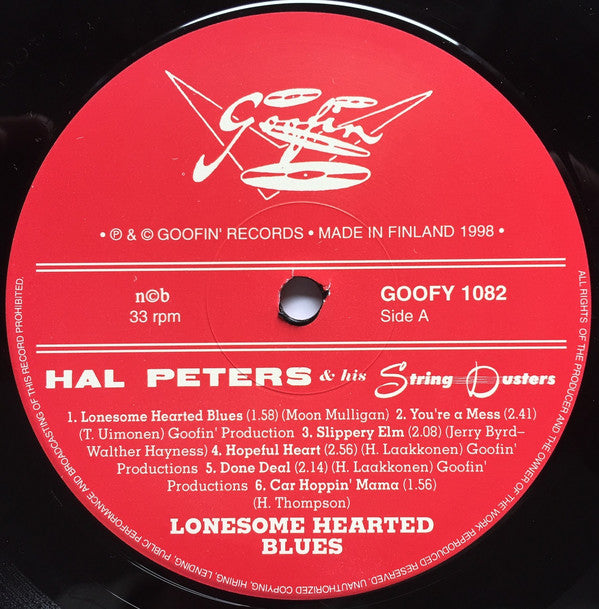 Goofin'
• ℗ & © GOOFIN' RECORDS • MADE IN FINLAND 1998 •
n©b
33 rpm
GOOFY 1082
Side A
HAL PETERS & his String Dusters
1. Lonesome Hearted Blues (1.58) (Moon Mulligan) 2. You're a Mess (2.41)
(T. Uimonen) Goofin' Production 3. Slippery Elm (2.08) (Jerry Byrd–
Walther Hayness) 4. Hopeful Heart (2.56) (H. Laakkonen) Goofin'
Productions 5. Done Deal (2.14) (H. Laakkonen) Goofin'
Productions 6. Car Hoppin' Mama (1.56)
(H. Thompson)
LONESOME HEARTED
BLUES
ALL RIGHTS OF THE PRODUCER AND THE OWNER OF THE WORK REPRODUCED RESERVED. UNAUTHORIZED COPYING, HIRING, LENDING, PUBLIC PERFORMANCE AND BROADCASTING OF THIS RECORD PROHIBITED.